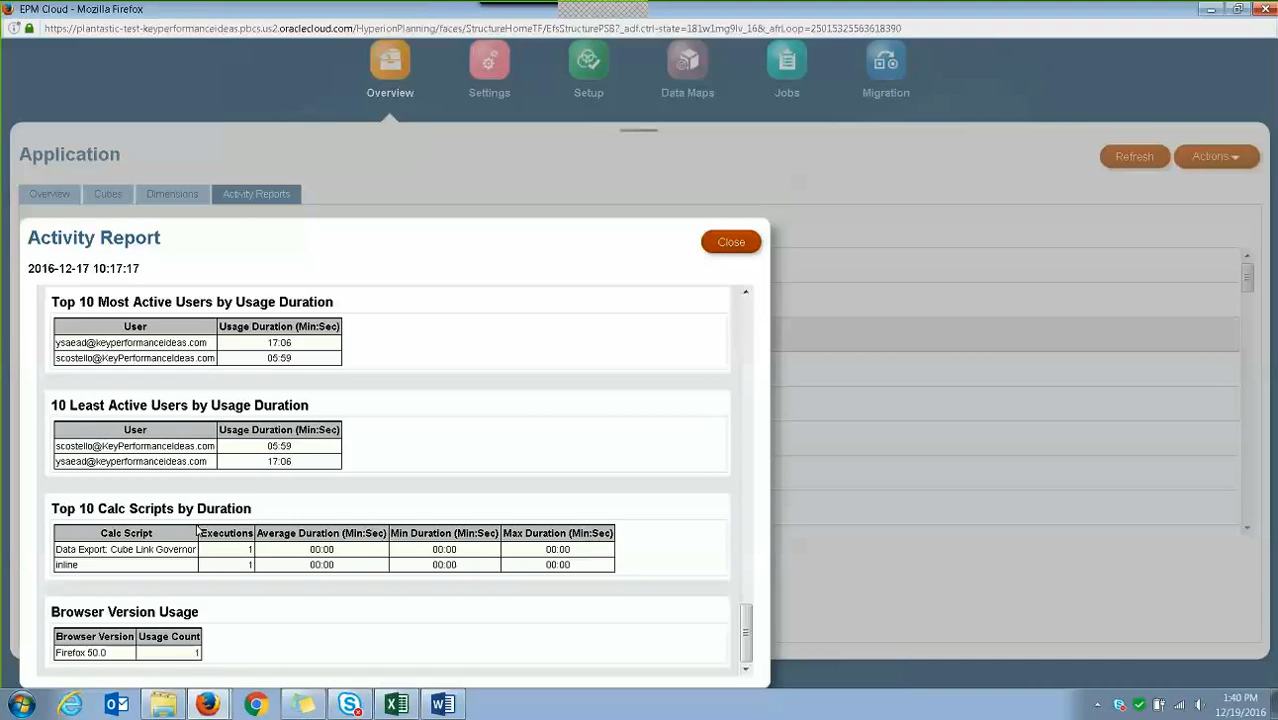 EPM Cloud - Mozilla Firefox
https://plantastic-test-keyperformanceideas.pbcs.us2.oraclecloud.com/HyperionPlanning/faces/StructureHomeTF/EfsStructurePSB?_adf.ctrl-state=181w1mg9lv_16&_afrLoop=25015325563618390
Overview Settings Setup Data Maps Jobs Migration
Application
Refresh Actions
Overview Cubes Dimensions Activity Reports
Activity Report
Close
2016-12-17 10:17:17
Top 10 Most Active Users by Usage Duration
User Usage Duration (Min:Sec)
ysaead@keyperformanceideas.com 17:06
scostello@KeyPerformanceIdeas.com 05:59
10 Least Active Users by Usage Duration
User Usage Duration (Min:Sec)
scostello@KeyPerformanceIdeas.com 05:59
ysaead@keyperformanceideas.com 17:06
Top 10 Calc Scripts by Duration
Calc Script Executions Average Duration (Min:Sec) Min Duration (Min:Sec) Max Duration (Min:Sec)
Data Export: Cube Link Governor 1 00:00 00:00 00:00
inline 1 00:00 00:00 00:00
Browser Version Usage
Browser Version Usage Count
Firefox 50.0 1
1:40 PM
12/19/2016